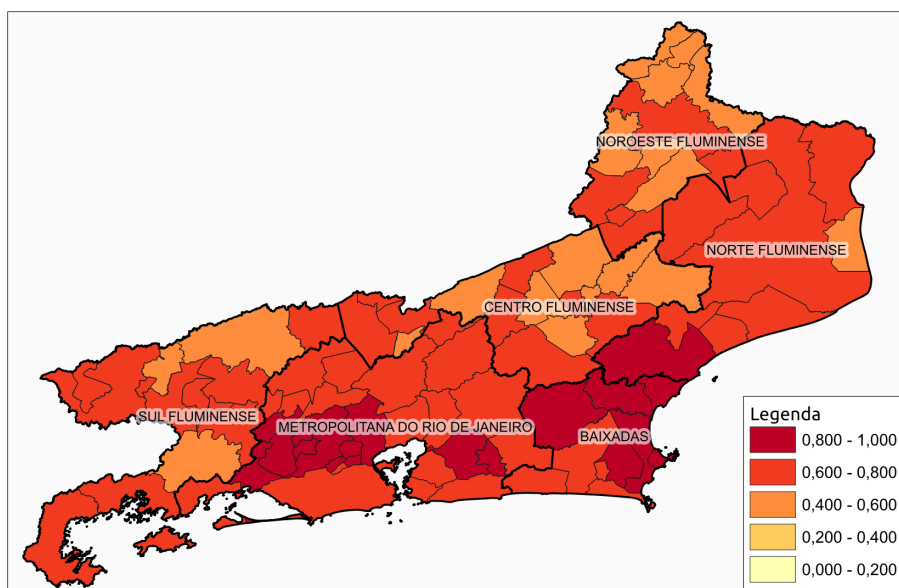 NOROESTE FLUMINENSE
NORTE FLUMINENSE
CENTRO FLUMINENSE
SUL FLUMINENSE
METROPOLITANA DO RIO DE JANEIRO
BAIXADAS
Legenda
0,800 - 1,000
0,600 - 0,800
0,400 - 0,600
0,200 - 0,400
0,000 - 0,200